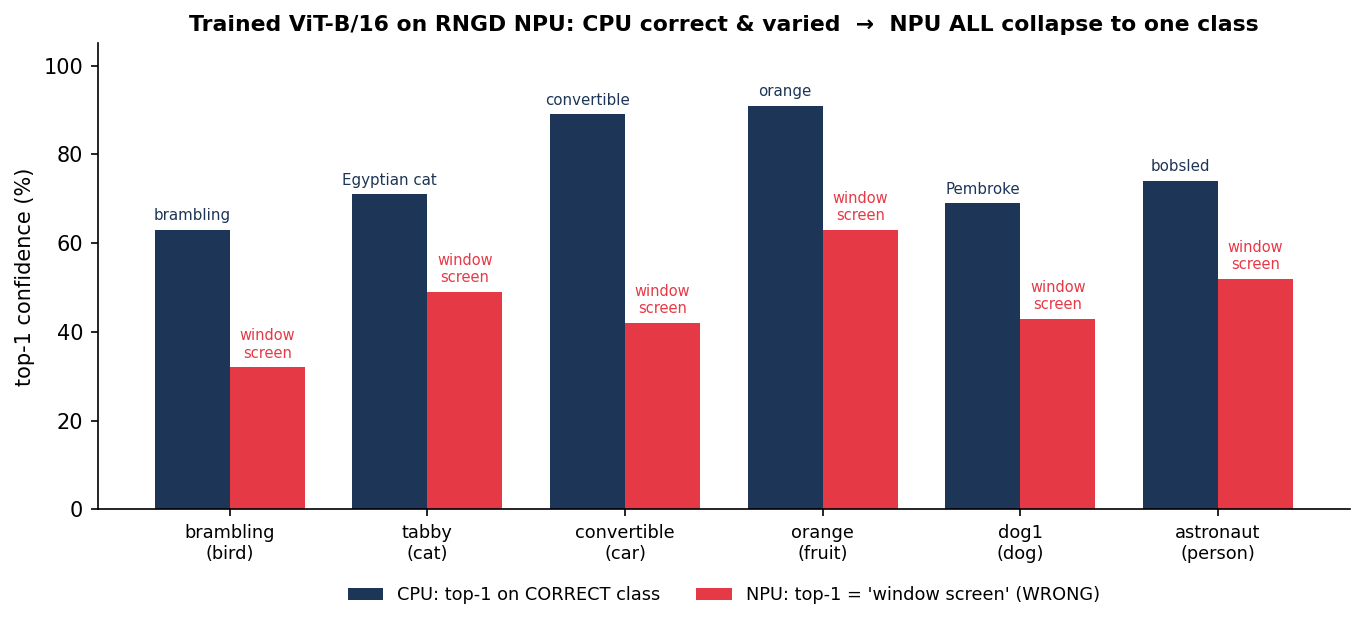 Trained ViT-B/16 on RNGD NPU: CPU correct & varied → NPU ALL collapse to one class
top-1 confidence (%)
100
80
60
40
20
0
brambling
window
screen
Egyptian cat
window
screen
convertible
window
screen
orange
window
screen
Pembroke
window
screen
bobsled
window
screen
brambling
(bird)
tabby
(cat)
convertible
(car)
orange
(fruit)
dog1
(dog)
astronaut
(person)
CPU: top-1 on CORRECT class
NPU: top-1 = 'window screen' (WRONG)